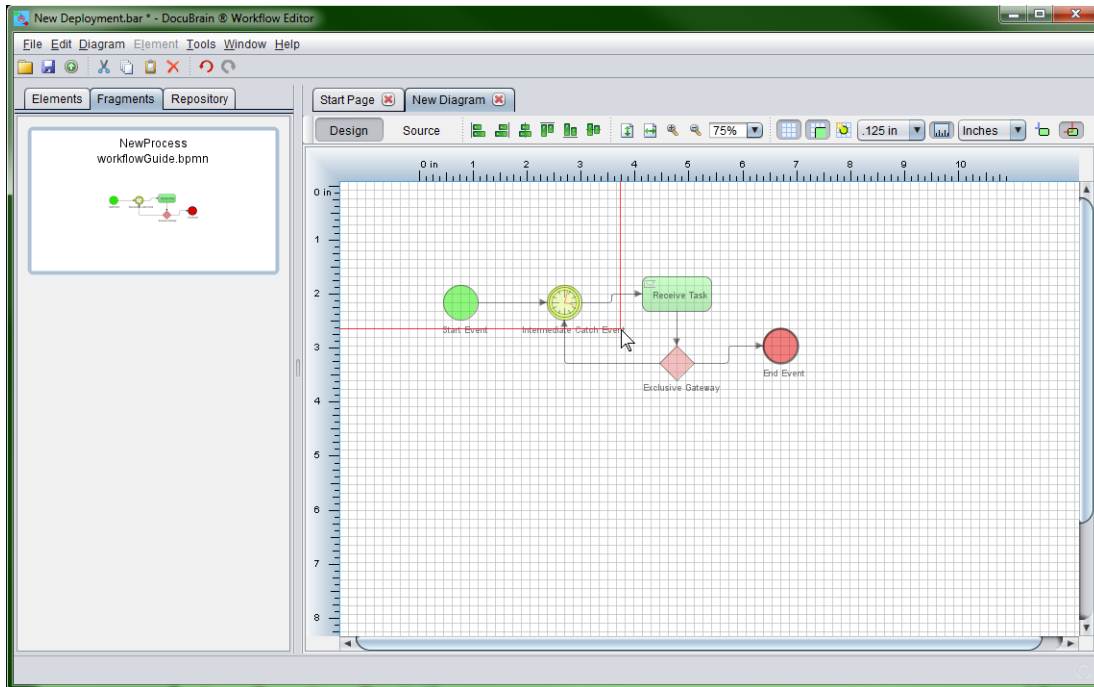 New Deployment.bar * - DocuBrain ® Workflow Editor
File Edit Diagram Element Tools Window Help
Elements Fragments Repository
Start Page New Diagram
Design Source 75% .125 in Inches
NewProcess
workflowGuide.bpmn
0 in 1 2 3 4 5 6 7 8 9 10
0 in
1
2
3
4
5
6
7
8
Receive Task
Start Event
Intermediate Catch Event
End Event
Exclusive Gateway